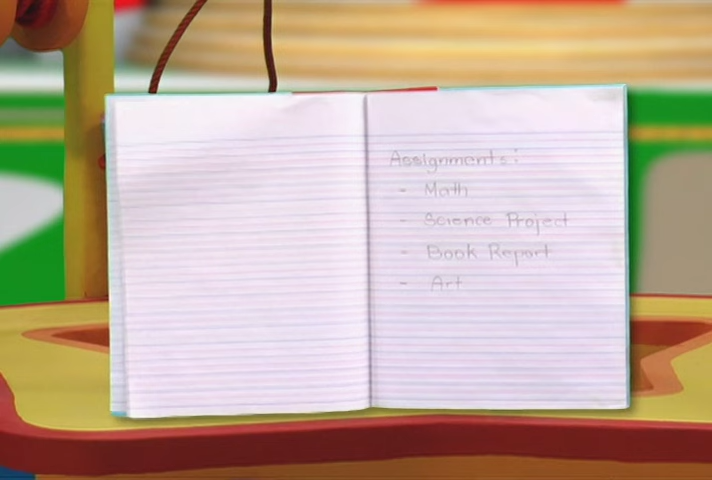 Assignments:
- Math
- Science Project
- Book Report
- Art